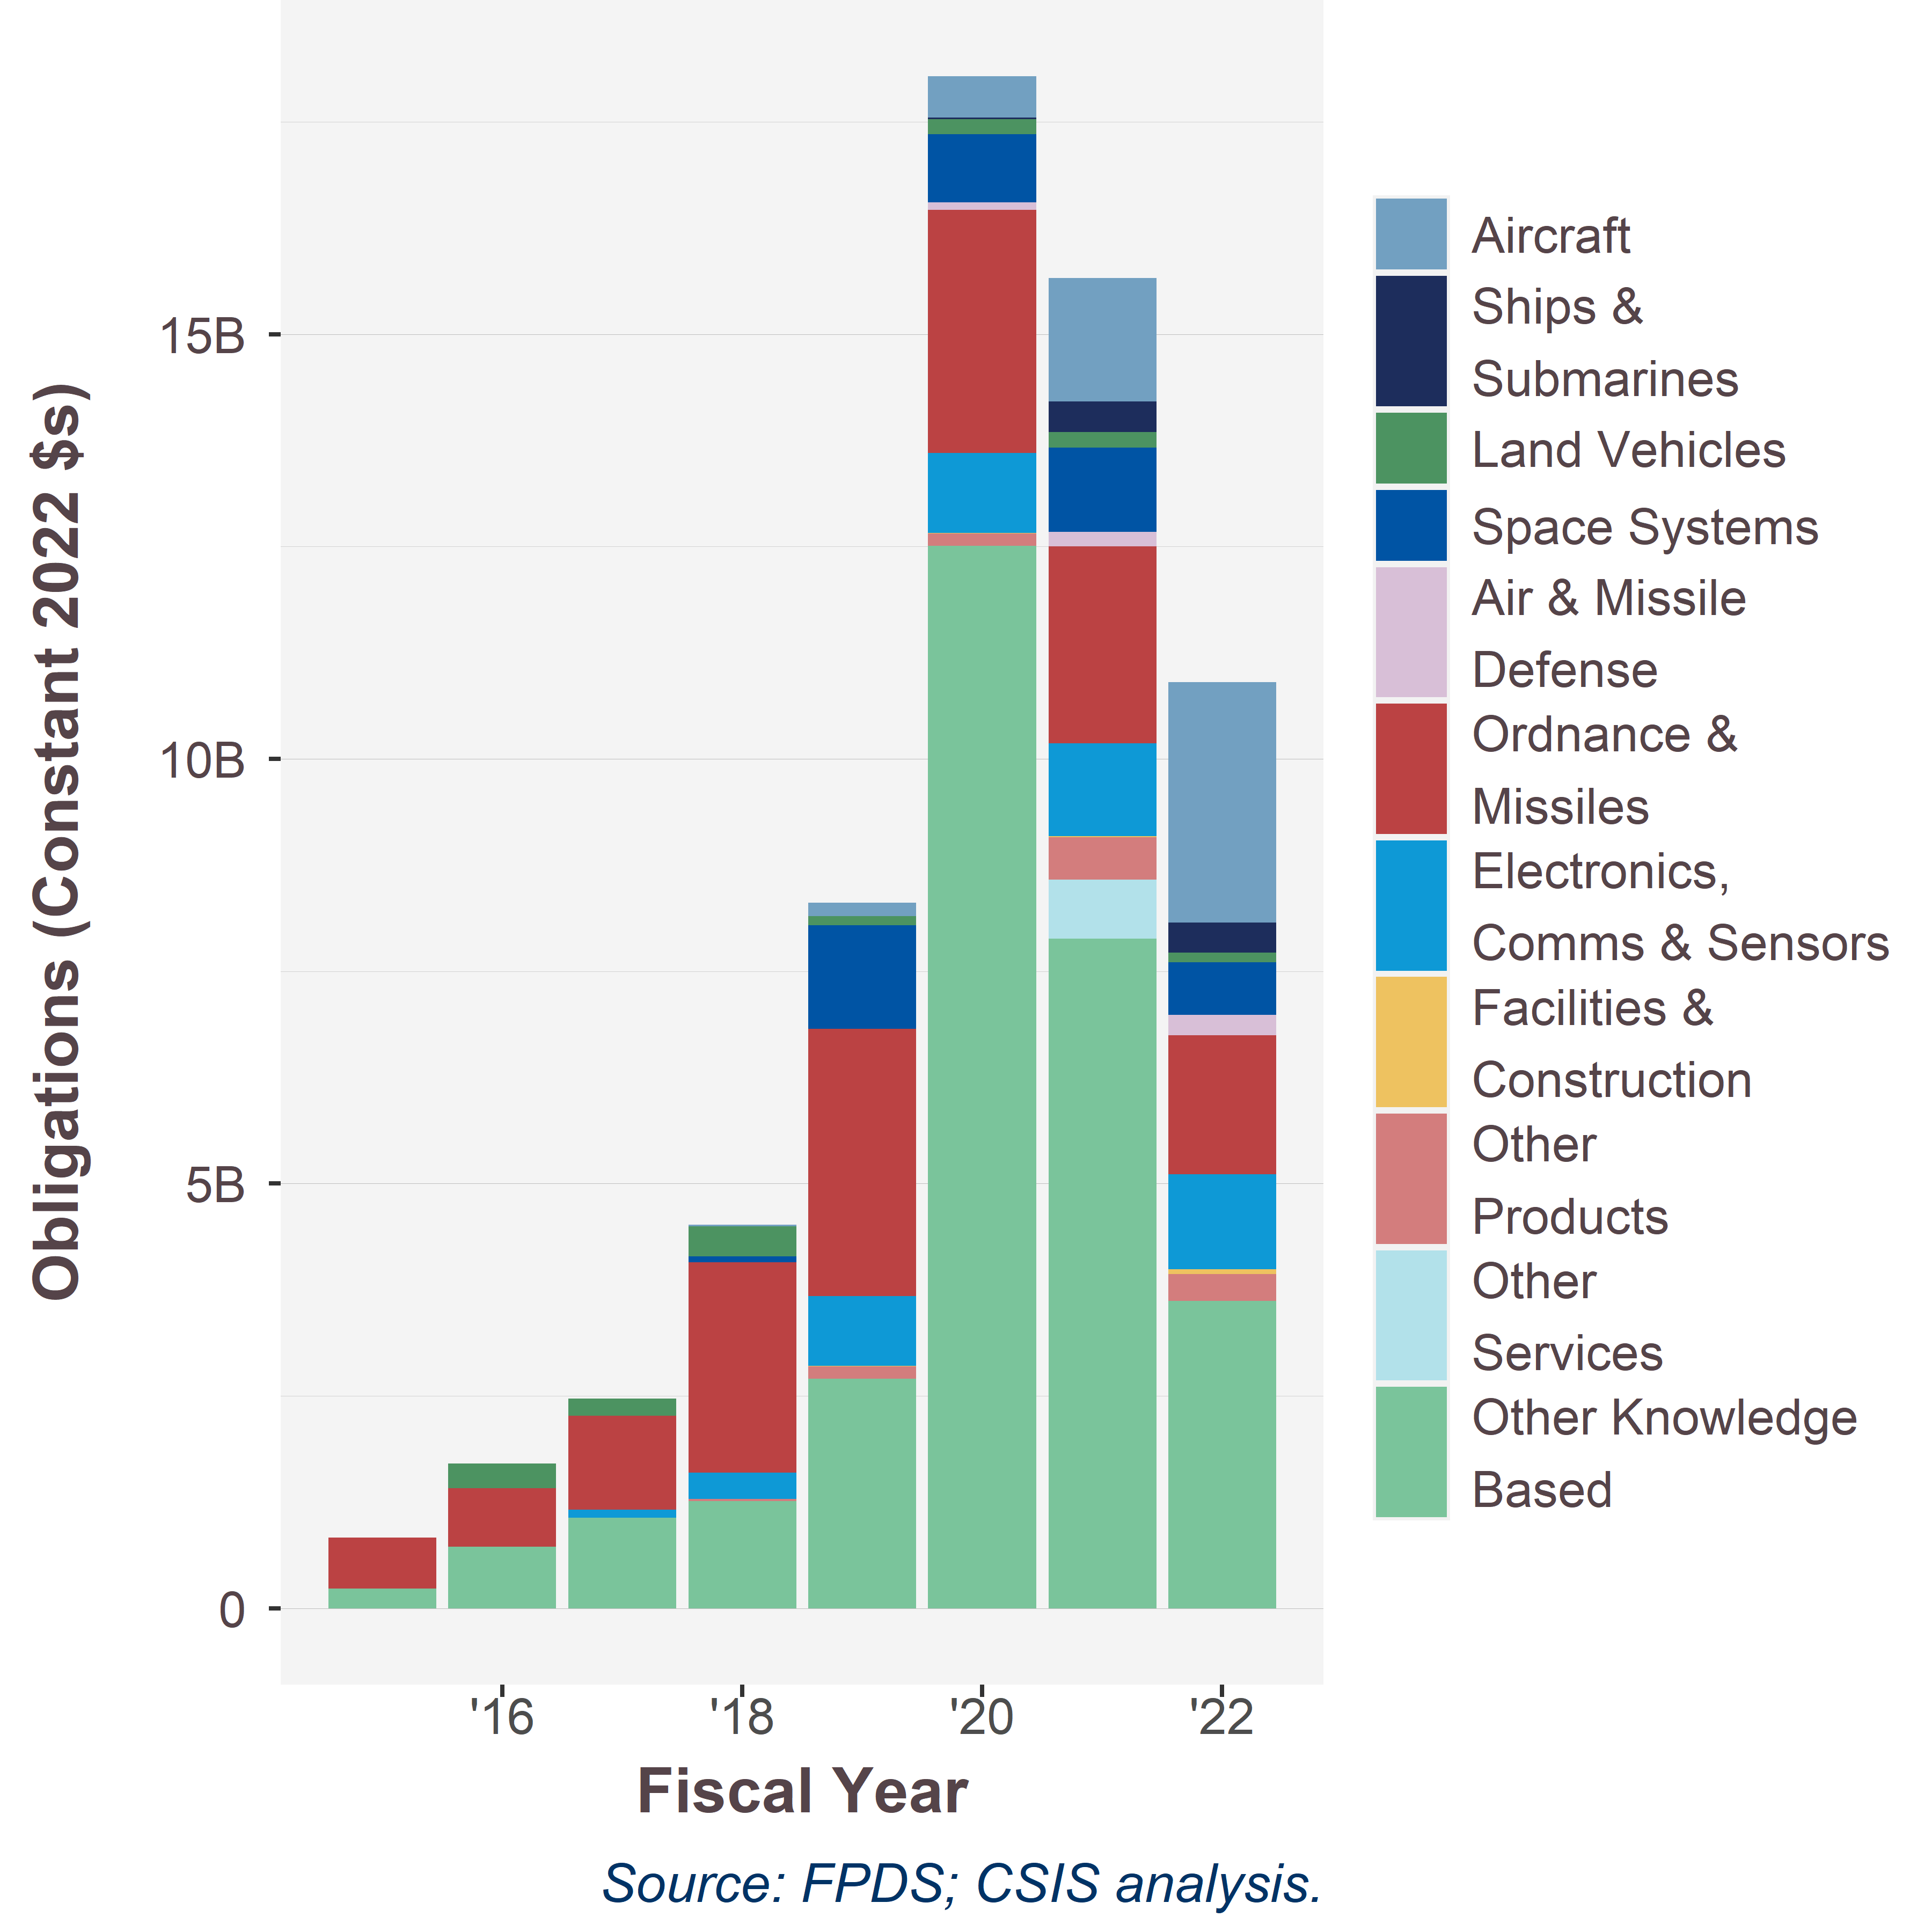 Obligations (Constant 2022 $s)
15B
10B
5B
0
'16
'18
'20
'22
Fiscal Year
Aircraft
Ships &
Submarines
Land Vehicles
Space Systems
Air & Missile
Defense
Ordnance &
Missiles
Electronics,
Comms & Sensors
Facilities &
Construction
Other
Products
Other
Services
Other Knowledge
Based
Source: FPDS; CSIS analysis.